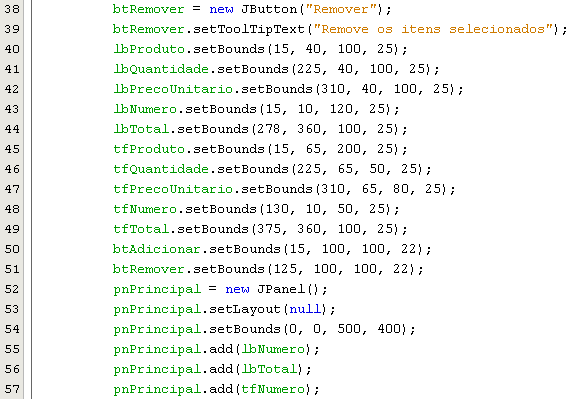 38 btRemover = new JButton("Remover");
39 btRemover.setToolTipText("Remove os itens selecionados");
40 lbProduto.setBounds(15, 40, 100, 25);
41 lbQuantidade.setBounds(225, 40, 100, 25);
42 lbPrecoUnitario.setBounds(310, 40, 100, 25);
43 lbNumero.setBounds(15, 10, 120, 25);
44 lbTotal.setBounds(278, 360, 100, 25);
45 tfProduto.setBounds(15, 65, 200, 25);
46 tfQuantidade.setBounds(225, 65, 50, 25);
47 tfPrecoUnitario.setBounds(310, 65, 80, 25);
48 tfNumero.setBounds(130, 10, 50, 25);
49 tfTotal.setBounds(375, 360, 100, 25);
50 btAdicionar.setBounds(15, 100, 100, 22);
51 btRemover.setBounds(125, 100, 100, 22);
52 pnPrincipal = new JPanel();
53 pnPrincipal.setLayout(null);
54 pnPrincipal.setBounds(0, 0, 500, 400);
55 pnPrincipal.add(lbNumero);
56 pnPrincipal.add(lbTotal);
57 pnPrincipal.add(tfNumero);